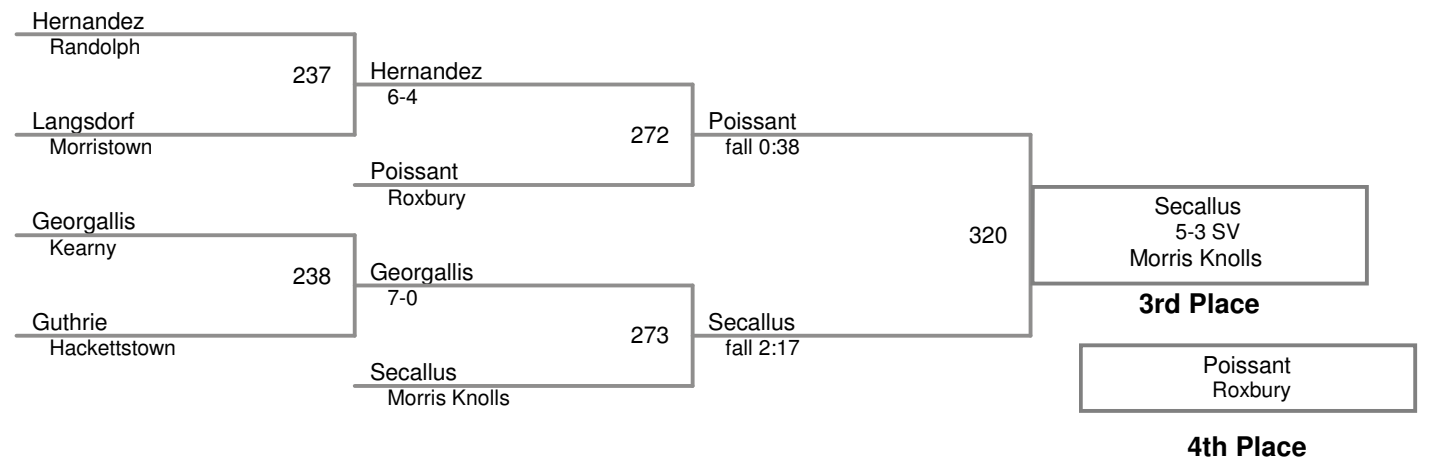 Hernandez
Randolph
237
Hernandez
6-4
Langsdorf
Morristown
272
Poissant
fall 0:38
Poissant
Roxbury
Georgallis
Kearny
238
Georgallis
7-0
Guthrie
Hackettstown
273
Secallus
fall 2:17
Secallus
Morris Knolls
320
Secallus
5-3 SV
Morris Knolls
3rd Place
Poissant
Roxbury
4th Place